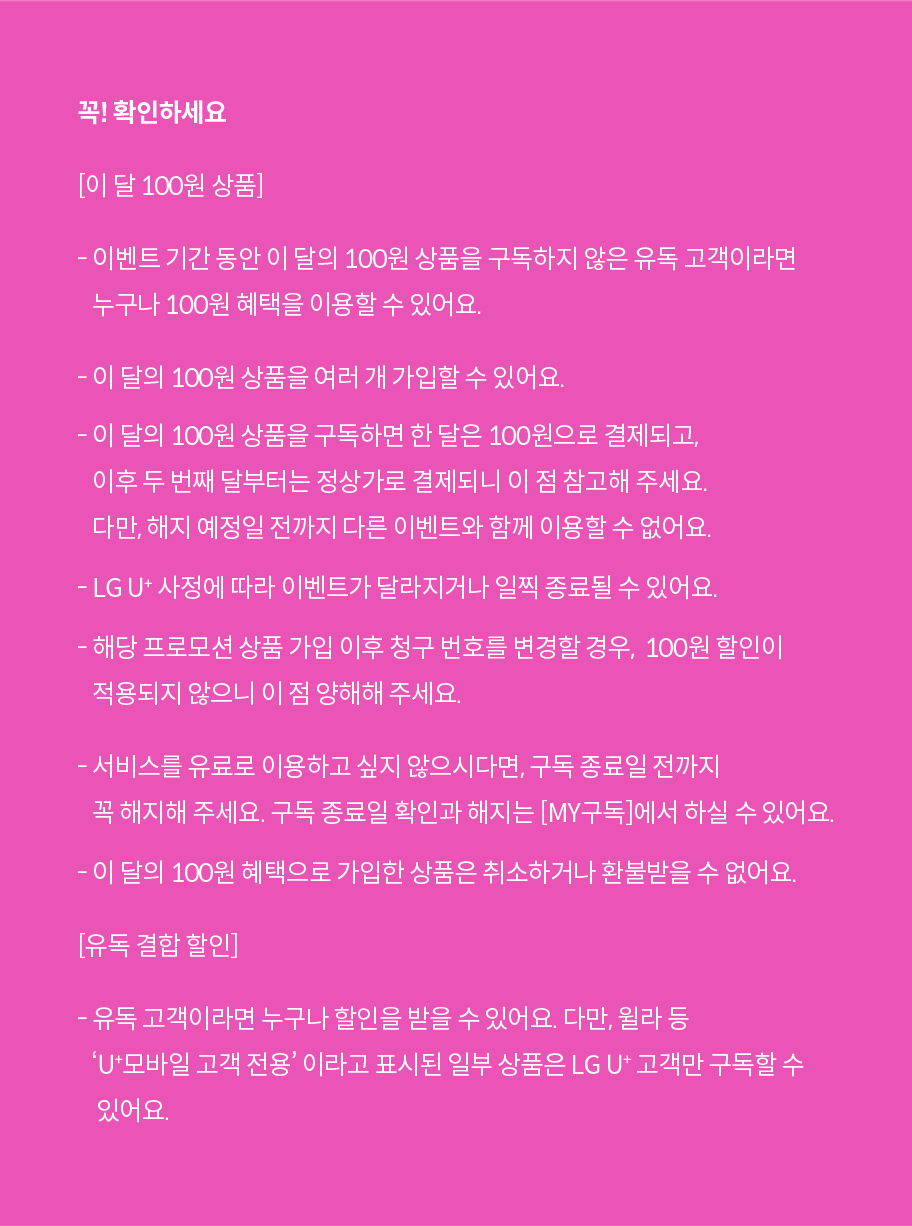 꼭! 확인하세요
[이 달 100원 상품]
- 이벤트 기간 동안 이 달의 100원 상품을 구독하지 않은 유독 고객이라면
누구나 100원 혜택을 이용할 수 있어요.
- 이 달의 100원 상품을 여러 개 가입할 수 있어요.
- 이 달의 100원 상품을 구독하면 한 달은 100원으로 결제되고,
이후 두 번째 달부터는 정상가로 결제되니 이 점 참고해 주세요.
다만, 해지 예정일 전까지 다른 이벤트와 함께 이용할 수 없어요.
- LG U⁺ 사정에 따라 이벤트가 달라지거나 일찍 종료될 수 있어요.
- 해당 프로모션 상품 가입 이후 청구 번호를 변경할 경우, 100원 할인이
적용되지 않으니 이 점 양해해 주세요.
- 서비스를 유료로 이용하고 싶지 않으시다면, 구독 종료일 전까지
꼭 해지해 주세요. 구독 종료일 확인과 해지는 [MY구독]에서 하실 수 있어요.
- 이 달의 100원 혜택으로 가입한 상품은 취소하거나 환불받을 수 없어요.
[유독 결합 할인]
- 유독 고객이라면 누구나 할인을 받을 수 있어요. 다만, 윌라 등
‘U⁺모바일 고객 전용’ 이라고 표시된 일부 상품은 LG U⁺ 고객만 구독할 수
있어요.